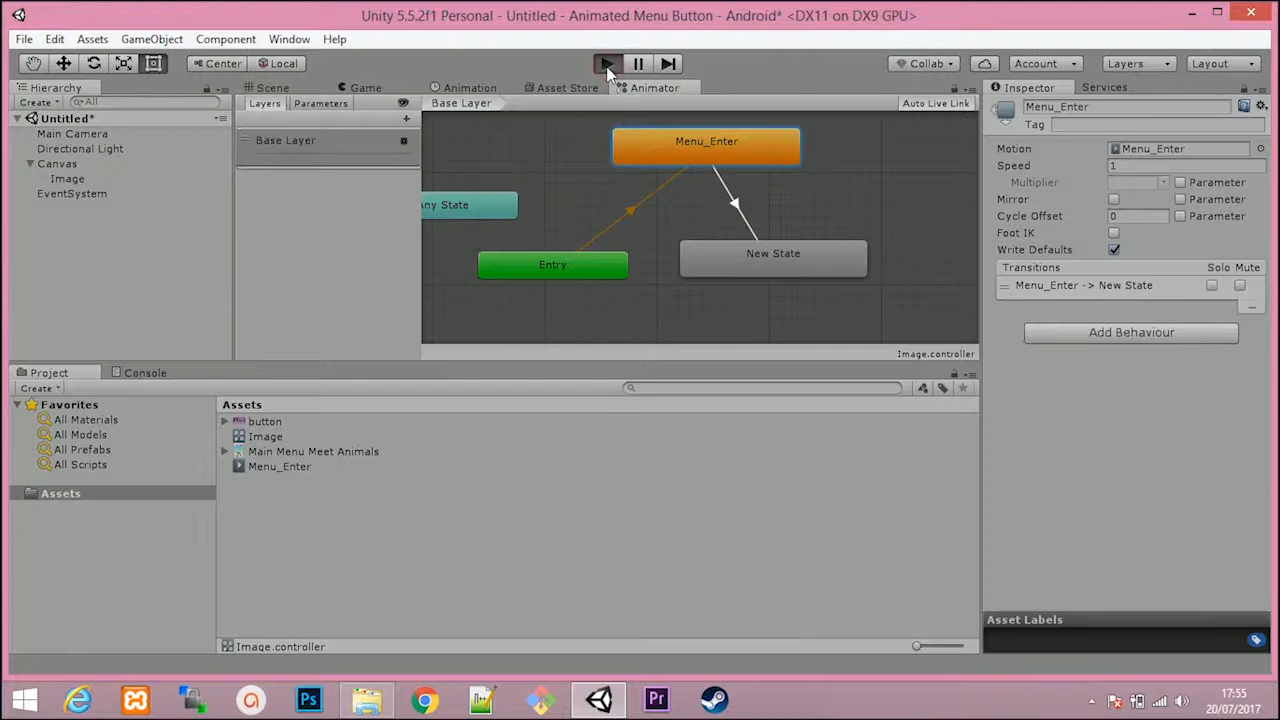 Unity 5.5.2f1 Personal - Untitled - Animated Menu Button - Android* <DX11 on DX9 GPU>
File Edit Assets GameObject Component Window Help
Center Local Collab Account Layers Layout
Hierarchy
Create All
Untitled*
Main Camera
Directional Light
Canvas
Image
EventSystem
Scene Game Animation Asset Store Animator
Layers Parameters
Base Layer
Base Layer Auto Live Link
Menu_Enter
Any State
Entry
New State
Image.controller
Inspector Services
Menu_Enter
Tag
Motion Menu_Enter
Speed 1
Multiplier Parameter
Mirror Parameter
Cycle Offset 0 Parameter
Foot IK
Write Defaults
Transitions Solo Mute
Menu_Enter -> New State
Add Behaviour
Asset Labels
Project Console
Create
Favorites
All Materials
All Models
All Prefabs
All Scripts
Assets
Assets
button
Image
Main Menu Meet Animals
Menu_Enter
Image.controller
Ps
Pr
17:55
20/07/2017